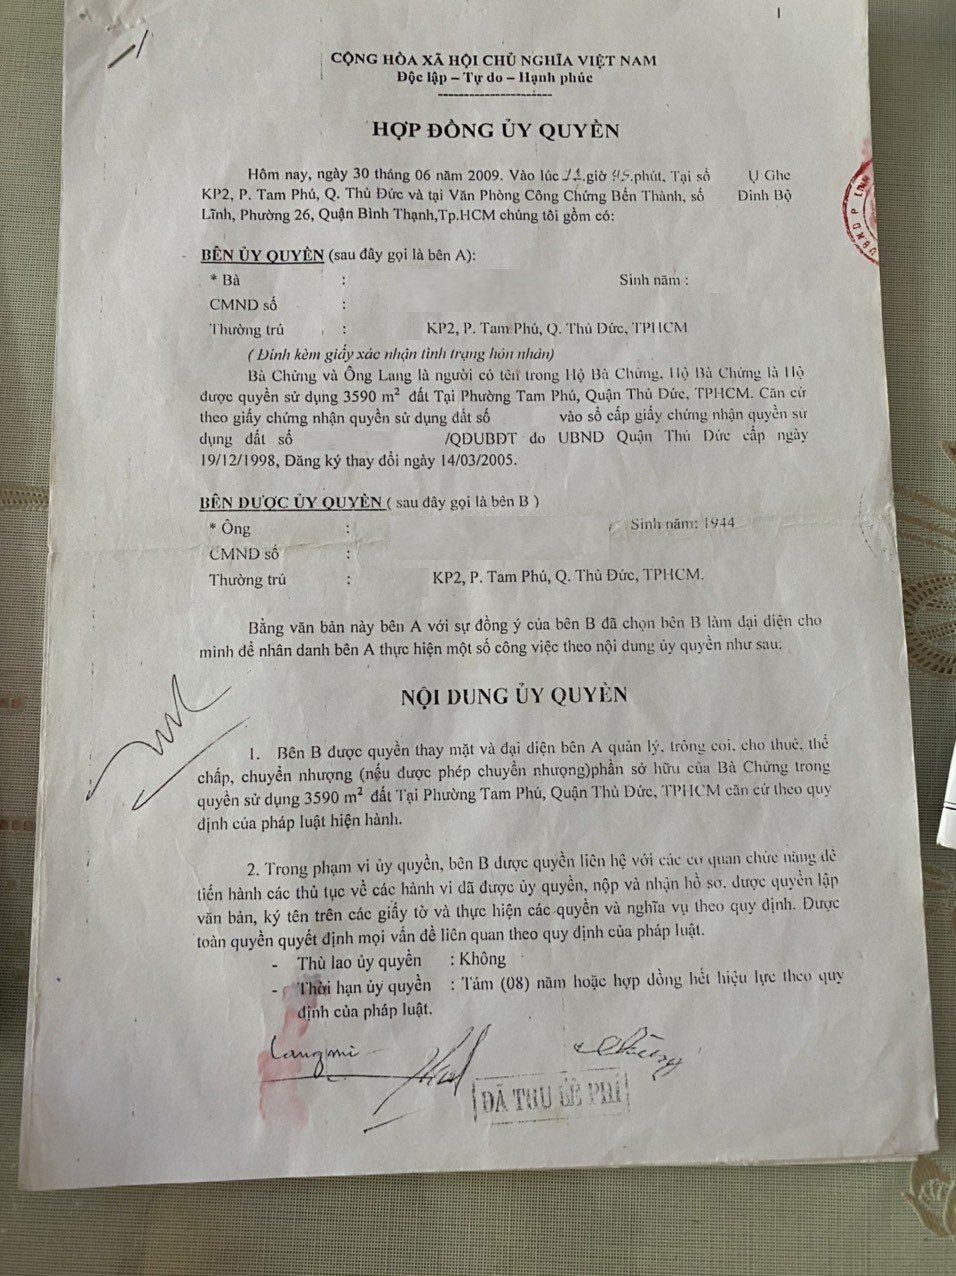 CỘNG HÒA XÃ HỘI CHỦ NGHĨA VIỆT NAM
Độc lập – Tự do – Hạnh phúc
HỢP ĐỒNG ỦY QUYỀN
Hôm nay, ngày 30 tháng 06 năm 2009. Vào lúc 11 giờ 45 phút, Tại số Ụ Ghe
KP2, P. Tam Phú, Q. Thủ Đức và tại Văn Phòng Công Chứng Bến Thành, số Đinh Bộ
Lĩnh, Phường 26, Quận Bình Thạnh,Tp.HCM chúng tôi gồm có:
BÊN ỦY QUYỀN (sau đây gọi là bên A):
* Bà : Sinh năm :
CMND số :
Thường trú : KP2, P. Tam Phú, Q. Thủ Đức, TPHCM
( Đính kèm giấy xác nhận tình trạng hôn nhân)
Bà Chửng và Ông Lang là người có tên trong Hộ Bà Chửng. Hộ Bà Chửng là Hộ
được quyền sử dụng 3590 m² đất Tại Phường Tam Phú, Quận Thủ Đức, TPHCM. Căn cứ
theo giấy chứng nhận quyền sử dụng đất số vào sổ cấp giấy chứng nhận quyền sử
dụng đất số /QDUBDT do UBND Quận Thủ Đức cấp ngày
19/12/1998, Đăng ký thay đổi ngày 14/03/2005.
BÊN ĐƯỢC ỦY QUYỀN ( sau đây gọi là bên B )
* Ông : Sinh năm: 1944
CMND số :
Thường trú : KP2, P. Tam Phú, Q. Thủ Đức, TPHCM.
Bằng văn bản này bên A với sự đồng ý của bên B đã chọn bên B làm đại diện cho
mình để nhân danh bên A thực hiện một số công việc theo nội dung ủy quyền như sau:
NỘI DUNG ỦY QUYỀN
1. Bên B được quyền thay mặt và đại diện bên A quản lý, trông coi, cho thuê, thế
chấp, chuyển nhượng (nếu được phép chuyển nhượng)phần sở hữu của Bà Chửng trong
quyền sử dụng 3590 m² đất Tại Phường Tam Phú, Quận Thủ Đức, TPHCM căn cứ theo quy
định của pháp luật hiện hành.
2. Trong phạm vi ủy quyền, bên B được quyền liên hệ với các cơ quan chức năng để
tiến hành các thủ tục về các hành vi đã được ủy quyền, nộp và nhận hồ sơ, được quyền lập
văn bản, ký tên trên các giấy tờ và thực hiện các quyền và nghĩa vụ theo quy định. Được
toàn quyền quyết định mọi vấn đề liên quan theo quy định của pháp luật.
- Thù lao ủy quyền : Không
- Thời hạn ủy quyền : Tám (08) năm hoặc hợp đồng hết hiệu lực theo quy
định của pháp luật.
Langmi
Chửng
ĐÃ THU LỆ PHÍ